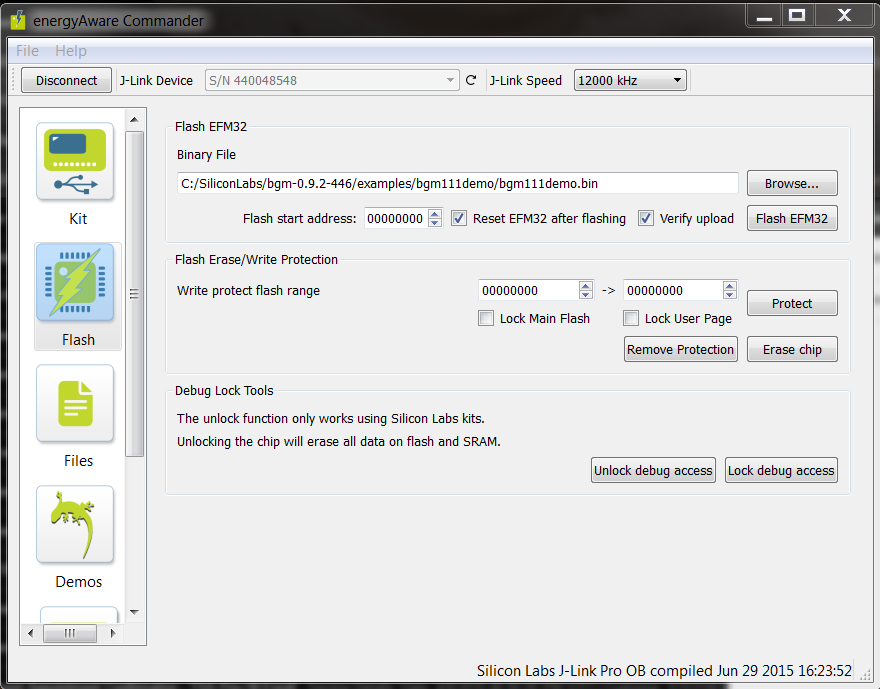 energyAware Commander
File Help
Disconnect J-Link Device S/N 440048548 J-Link Speed 12000 kHz
Kit
Flash
Files
Demos
Flash EFM32
Binary File
C:/SiliconLabs/bgm-0.9.2-446/examples/bgm111demo/bgm111demo.bin Browse...
Flash start address: 00000000 Reset EFM32 after flashing Verify upload Flash EFM32
Flash Erase/Write Protection
Write protect flash range 00000000 -> 00000000 Protect
Lock Main Flash Lock User Page
Remove Protection Erase chip
Debug Lock Tools
The unlock function only works using Silicon Labs kits.
Unlocking the chip will erase all data on flash and SRAM.
Unlock debug access Lock debug access
Silicon Labs J-Link Pro OB compiled Jun 29 2015 16:23:52